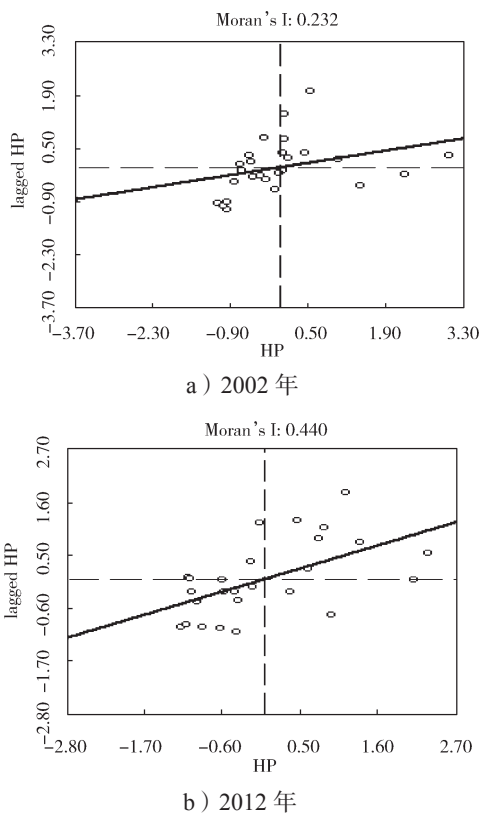 Moran's I: 0.232
3.30
1.90
0.50
-0.90
-2.30
-3.70
lagged HP
-3.70 -2.30 -0.90 0.50 1.90 3.30
HP
a）2002 年
Moran's I: 0.440
2.70
1.60
0.50
-0.60
-1.70
-2.80
lagged HP
-2.80 -1.70 -0.60 0.50 1.60 2.70
HP
b）2012 年